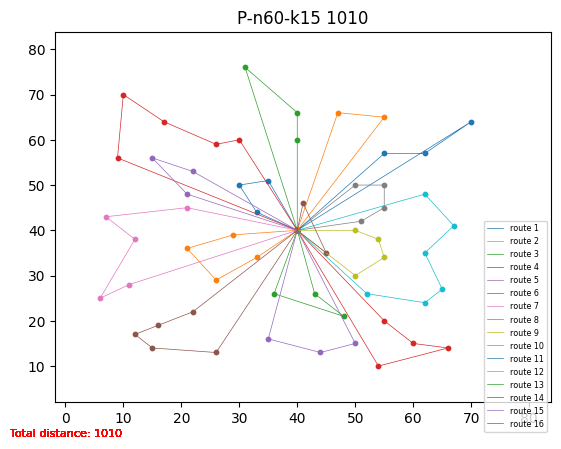 P-n60-k15 1010
80
70
60
50
40
30
20
10
0 10 20 30 40 50 60 70 80
route 1
route 2
route 3
route 4
route 5
route 6
route 7
route 8
route 9
route 10
route 11
route 12
route 13
route 14
route 15
route 16
Total distance: 1010